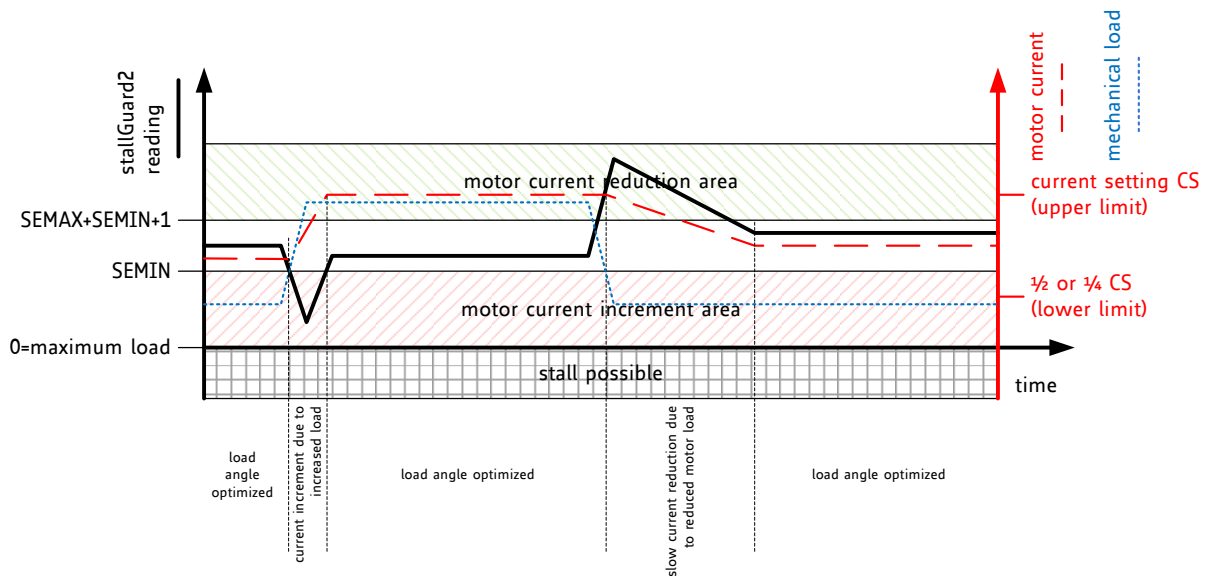 stallGuard2
reading
motor current
mechanical load
motor current reduction area
current setting CS
(upper limit)
SEMAX+SEMIN+1
SEMIN
½ or ¼ CS
(lower limit)
motor current increment area
0=maximum load
stall possible
time
load
angle
optimized
current increment due to
increased load
load angle optimized
slow current reduction due
to reduced motor load
load angle optimized